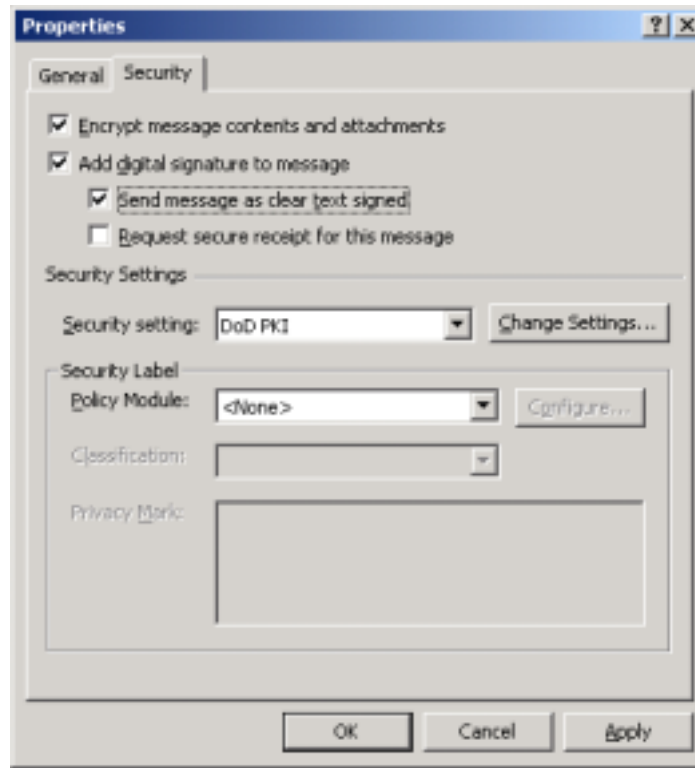 Properties
General Security
Encrypt message contents and attachments
Add digital signature to message
Send message as clear text signed
Request secure receipt for this message
Security Settings
Security setting: DoD PKI Change Settings...
Security Label
Policy Module: <None> Configure...
Classification:
Privacy Mark:
OK Cancel Apply